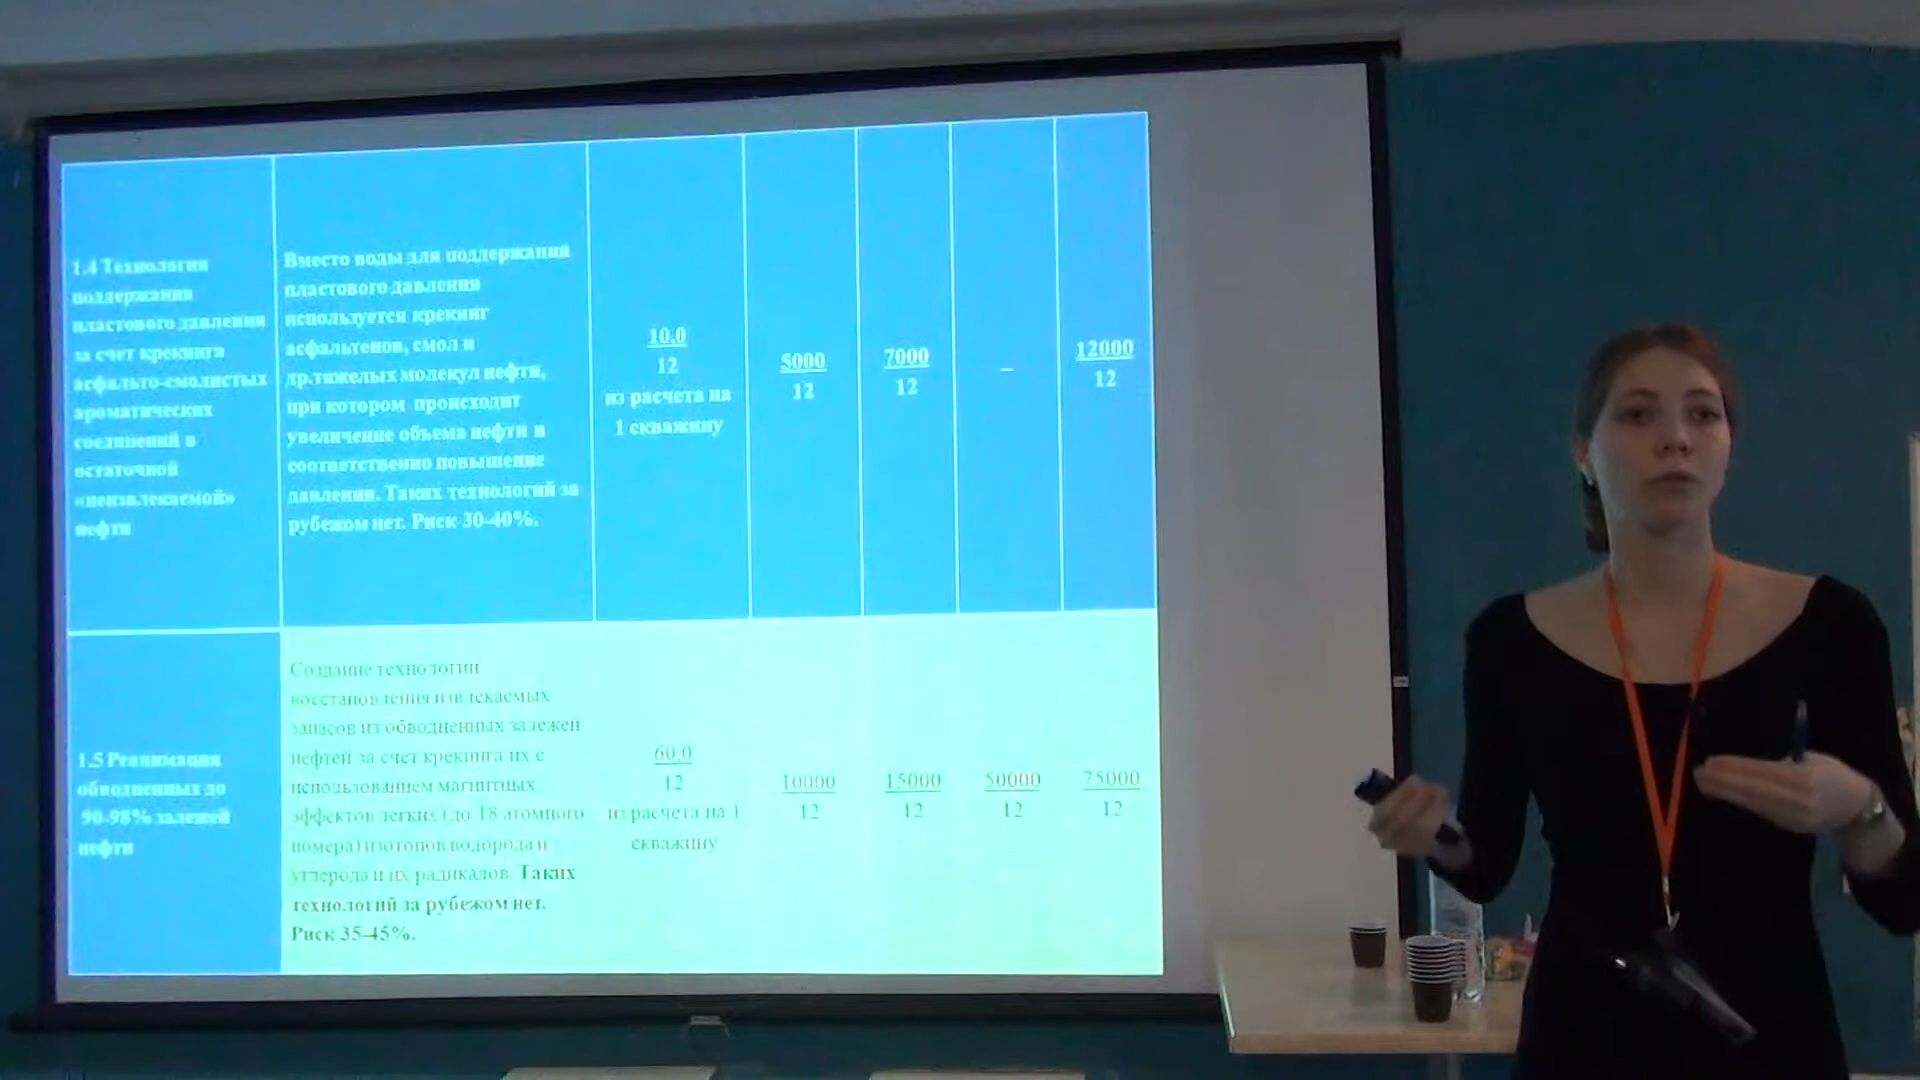 1.4 Технология
поддержания
пластового давления
за счет крекинга
асфальто-смолистых
ароматических
соединений в
остаточной
«неизвлекаемой»
нефти
Вместо воды для поддержания
пластового давления
используется крекинг
асфальтенов, смол и
др.тяжелых молекул нефти,
при котором происходит
увеличение объема нефти и
соответственно повышение
давления. Таких технологий за
рубежом нет. Риск 30-40%.
10,0
12
из расчета на
1 скважину
5000
12
7000
12
–
12000
12
1.5 Реанимация
обводненных до
90-98% залежей
нефти
Создание технологии
восстановления извлекаемых
запасов из обводненных залежей
нефтей за счет крекинга их с
использованием магнитных
эффектов легких (до 18 атомного
номера) изотопов водорода и
углерода и их радикалов. Таких
технологий за рубежом нет.
Риск 35-45%.
60,0
12
из расчета на 1
скважину
10000
12
15000
12
50000
12
75000
12